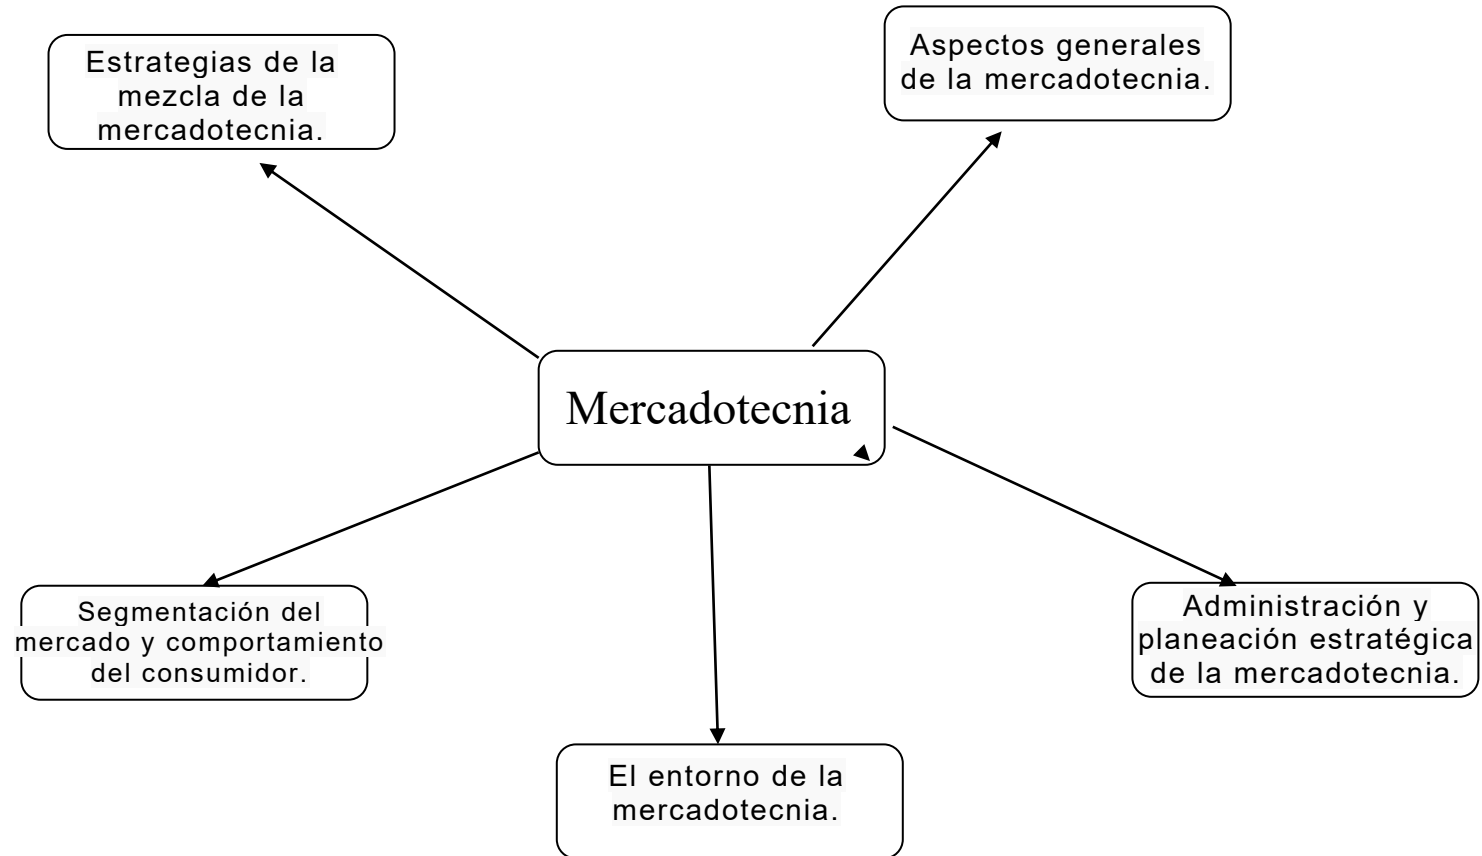 Estrategias de la
mezcla de la
mercadotecnia.
Aspectos generales
de la mercadotecnia.
Mercadotecnia
Segmentación del
mercado y comportamiento
del consumidor.
Administración y
planeación estratégica
de la mercadotecnia.
El entorno de la
mercadotecnia.